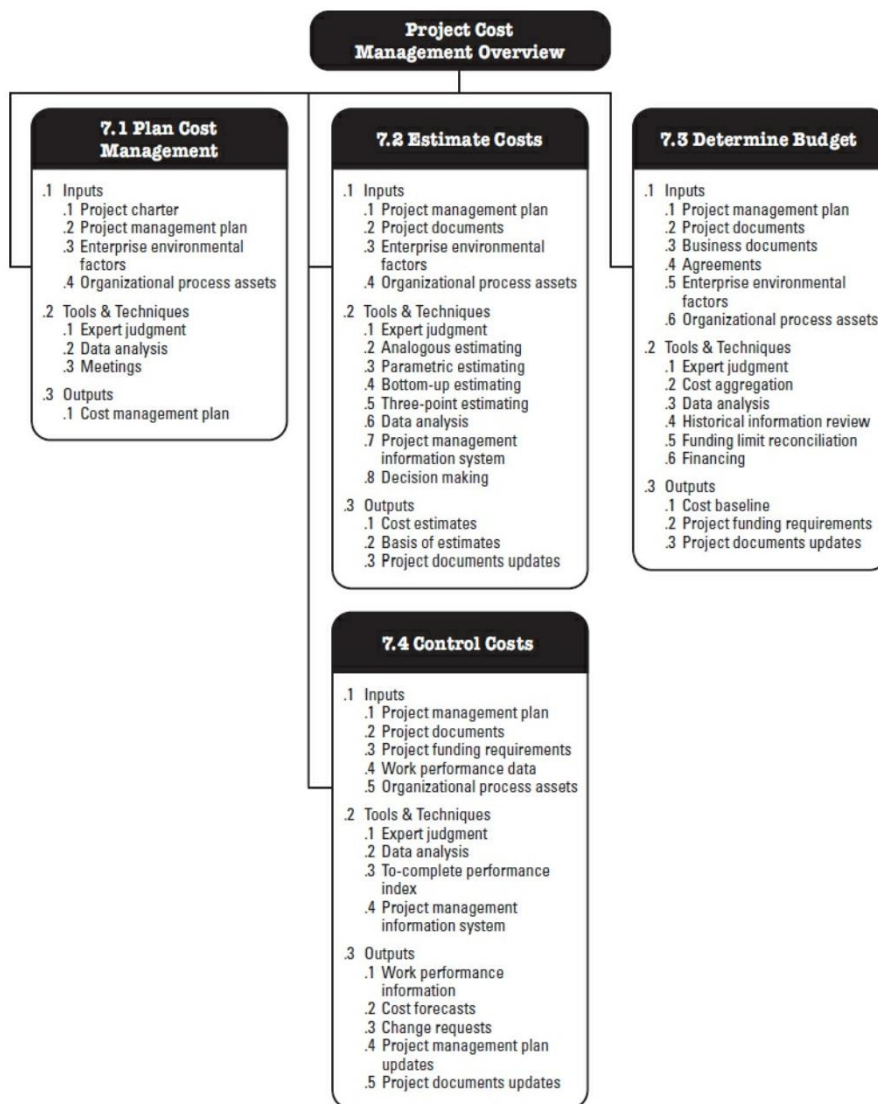 Project Cost
Management Overview
7.1 Plan Cost
Management
.1 Inputs
.1 Project charter
.2 Project management plan
.3 Enterprise environmental
factors
.4 Organizational process assets
.2 Tools & Techniques
.1 Expert judgment
.2 Data analysis
.3 Meetings
.3 Outputs
.1 Cost management plan
7.2 Estimate Costs
.1 Inputs
.1 Project management plan
.2 Project documents
.3 Enterprise environmental
factors
.4 Organizational process assets
.2 Tools & Techniques
.1 Expert judgment
.2 Analogous estimating
.3 Parametric estimating
.4 Bottom-up estimating
.5 Three-point estimating
.6 Data analysis
.7 Project management
information system
.8 Decision making
.3 Outputs
.1 Cost estimates
.2 Basis of estimates
.3 Project documents updates
7.3 Determine Budget
.1 Inputs
.1 Project management plan
.2 Project documents
.3 Business documents
.4 Agreements
.5 Enterprise environmental
factors
.6 Organizational process assets
.2 Tools & Techniques
.1 Expert judgment
.2 Cost aggregation
.3 Data analysis
.4 Historical information review
.5 Funding limit reconciliation
.6 Financing
.3 Outputs
.1 Cost baseline
.2 Project funding requirements
.3 Project documents updates
7.4 Control Costs
.1 Inputs
.1 Project management plan
.2 Project documents
.3 Project funding requirements
.4 Work performance data
.5 Organizational process assets
.2 Tools & Techniques
.1 Expert judgment
.2 Data analysis
.3 To-complete performance
index
.4 Project management
information system
.3 Outputs
.1 Work performance
information
.2 Cost forecasts
.3 Change requests
.4 Project management plan
updates
.5 Project documents updates